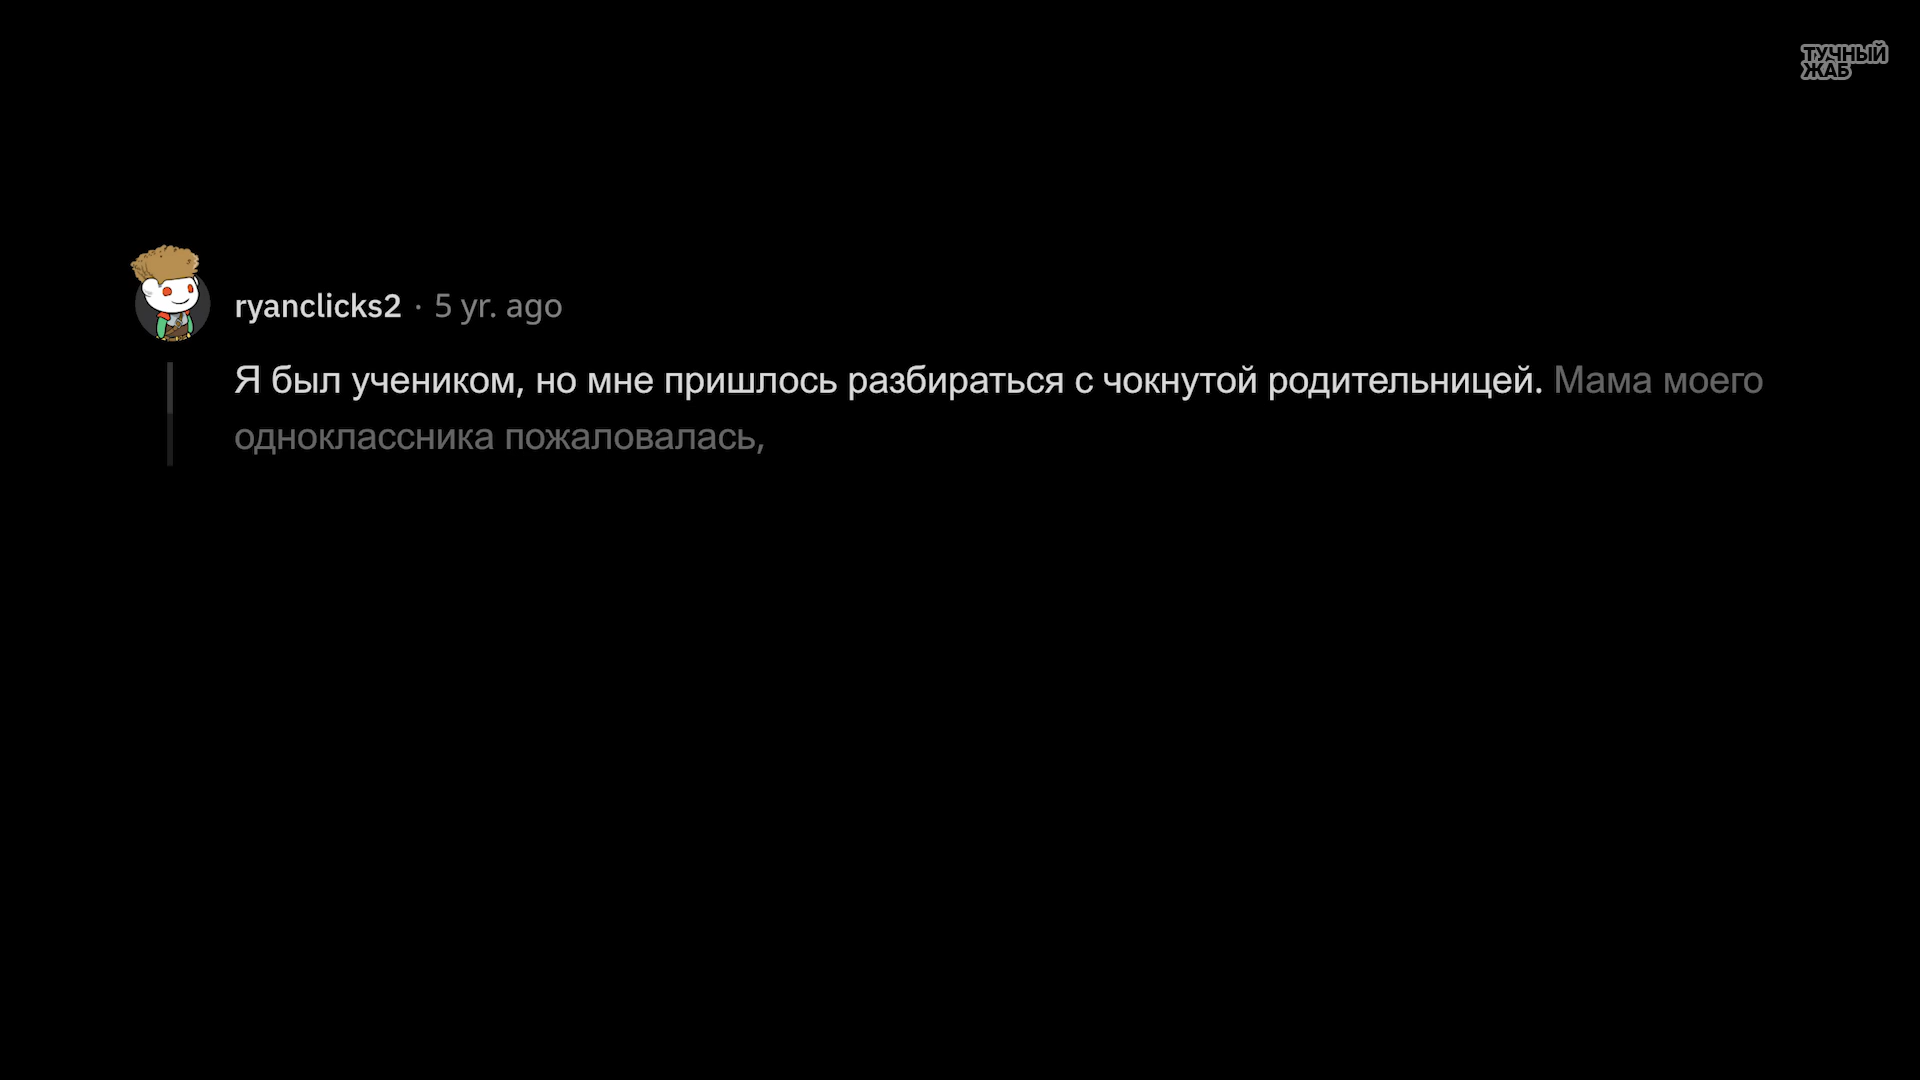 ТУЧНЫЙ
ЖАБ
ryanclicks2 · 5 yr. ago
Я был учеником, но мне пришлось разбираться с чокнутой родительницей. Мама моего
одноклассника пожаловалась,